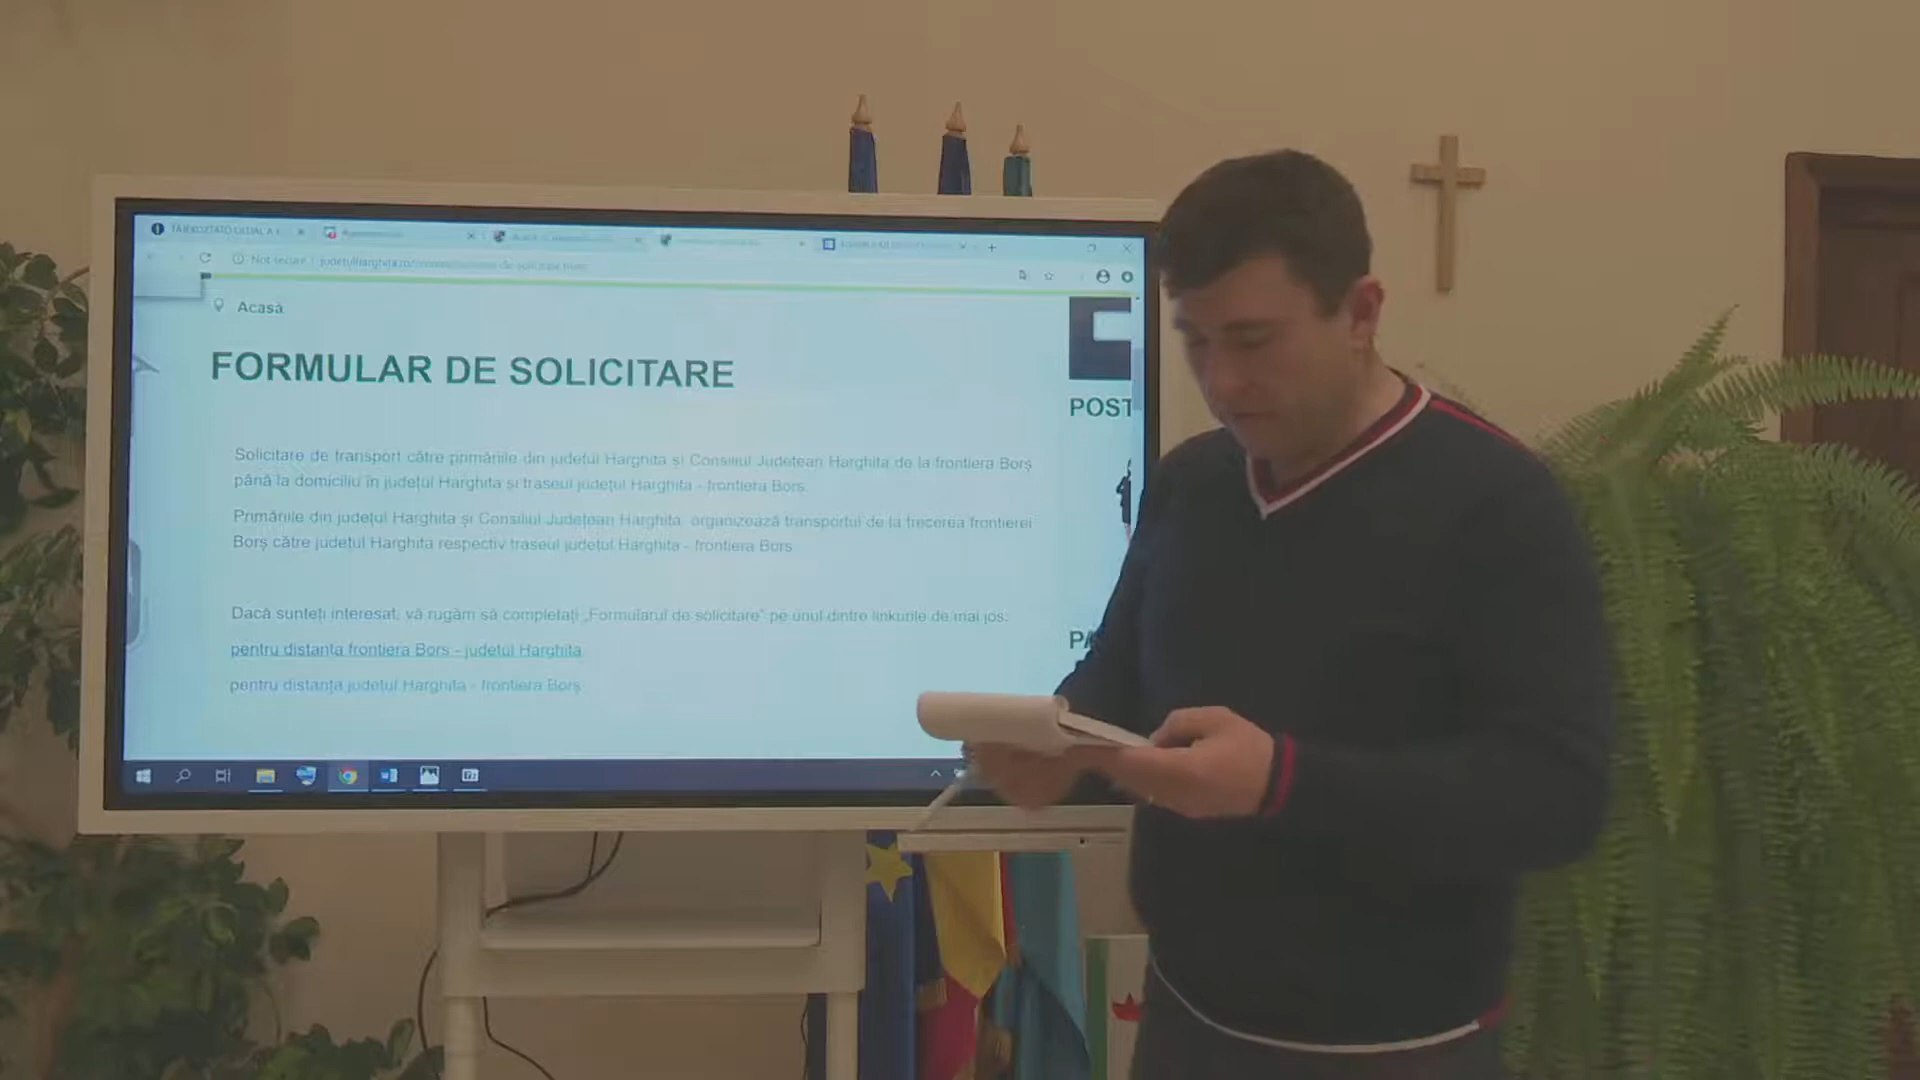 Not secure
Acasă
FORMULAR DE SOLICITARE
POST
Solicitare de transport către primăriile din județul Harghita și Consiliul Județean Harghita de la frontiera Borș
până la domiciliu în județul Harghita și traseul județul Harghita - frontiera Borș.
Primăriile din județul Harghita și Consiliul Județean Harghita, organizează transportul de la trecerea frontierei
Borș către județul Harghita respectiv traseul județul Harghita - frontiera Borș.
Dacă sunteți interesat, vă rugăm să completați „Formularul de solicitare” pe unul dintre linkurile de mai jos:
PA
pentru distanța frontiera Borș - județul Harghita
pentru distanța județul Harghita - frontiera Borș